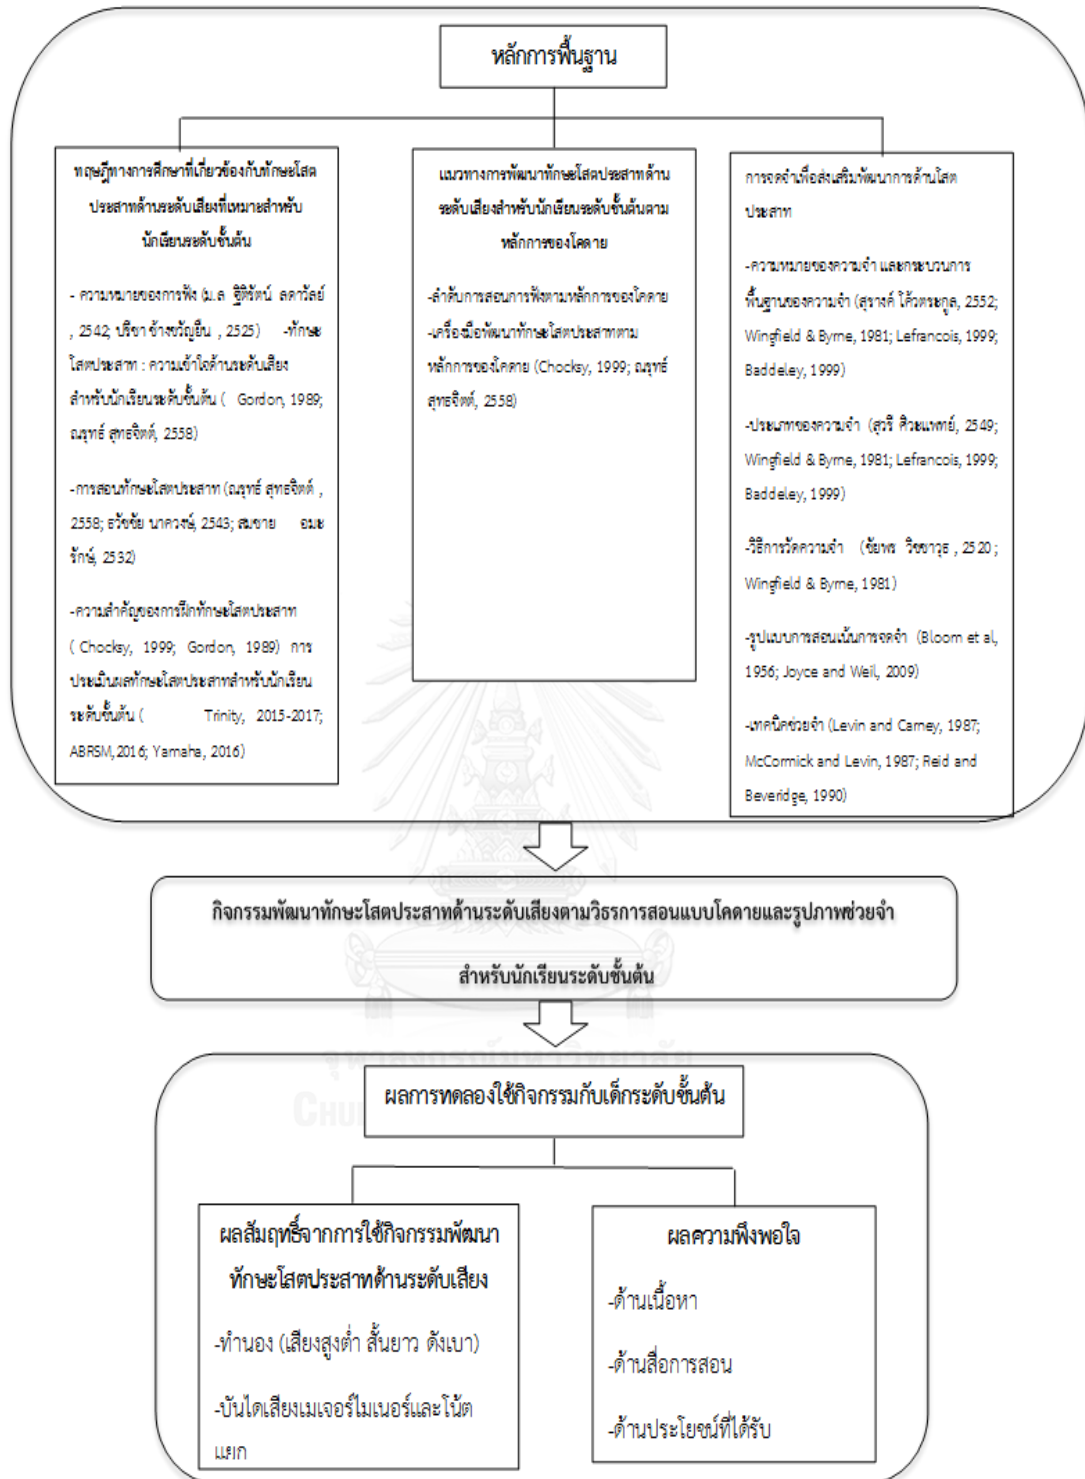 หลักการพื้นฐาน
ทฤษฎีทางการศึกษาที่เกี่ยวข้องกับทักษะโสต
ประสาทด้านระดับเสียงที่เหมาะสำหรับ
นักเรียนระดับชั้นต้น
- ความหมายของการฟัง (ม.ล ฐิติรัตน์ ลดาวัลย์
, 2542; ปรีชา ช้างขวัญยืน , 2525) -ทักษะ
โสตประสาท : ความเข้าใจด้านระดับเสียง
สำหรับนักเรียนระดับชั้นต้น ( Gordon, 1989;
ณรุทธ์ สุทธจิตต์, 2558)
-การสอนทักษะโสตประสาท (ณรุทธ์ สุทธจิตต์ ,
2558; ธวัชชัย นาควงษ์, 2543; สมชาย อมะ
รักษ์, 2532)
-ความสำคัญของการฝึกทักษะโสตประสาท
( Chocksy, 1999; Gordon, 1989) การ
ประเมินผลทักษะโสตประสาทสำหรับนักเรียน
ระดับชั้นต้น ( Trinity, 2015-2017;
ABRSM, 2016; Yamaha, 2016)
แนวทางการพัฒนาทักษะโสตประสาทด้าน
ระดับเสียงสำหรับนักเรียนระดับชั้นต้นตาม
หลักการของโคดาย
-ลำดับการสอนการฟังตามหลักการของโคดาย
-เครื่องมือพัฒนาทักษะโสตประสาทตาม
หลักการของโคดาย (Chocksy, 1999; ณรุทธ์
สุทธจิตต์, 2558)
การจดจำเพื่อส่งเสริมพัฒนาการด้านโสต
ประสาท
-ความหมายของความจำ และกระบวนการ
พื้นฐานของความจำ (สุรางค์ โค้วตระกูล, 2552;
Wingfield & Byrne, 1981; Lefrancois, 1999;
Baddeley, 1999)
-ประเภทของความจำ (สุวรี ศิวะแพทย์, 2549;
Wingfield & Byrne, 1981; Lefrancois, 1999;
Baddeley, 1999)
-วิธีการวัดความจำ (ชัยพร วิชชาวุธ , 2520 ;
Wingfield & Byrne, 1981)
-รูปแบบการสอนเน้นการจดจำ (Bloom et al,
1956; Joyce and Weil, 2009)
-เทคนิคช่วยจำ (Levin and Carney, 1987;
McCormick and Levin, 1987; Reid and
Beveridge, 1990)
กิจกรรมพัฒนาทักษะโสตประสาทด้านระดับเสียงตามวิธรการสอนแบบโคดายและรูปภาพช่วยจำ
สำหรับนักเรียนระดับชั้นต้น
จุฬาลงกรณ์มหาวิทยาลัย
CHU
ผลการทดลองใช้กิจกรรมกับเด็กระดับชั้นต้น
ผลสัมฤทธิ์จากการใช้กิจกรรมพัฒนา
ทักษะโสตประสาทด้านระดับเสียง
-ทำนอง (เสียงสูงต่ำ สั้นยาว ดังเบา)
-บันไดเสียงเมเจอร์ไมเนอร์และโน้ต
แยก
ผลความพึงพอใจ
-ด้านเนื้อหา
-ด้านสื่อการสอน
-ด้านประโยชน์ที่ได้รับ